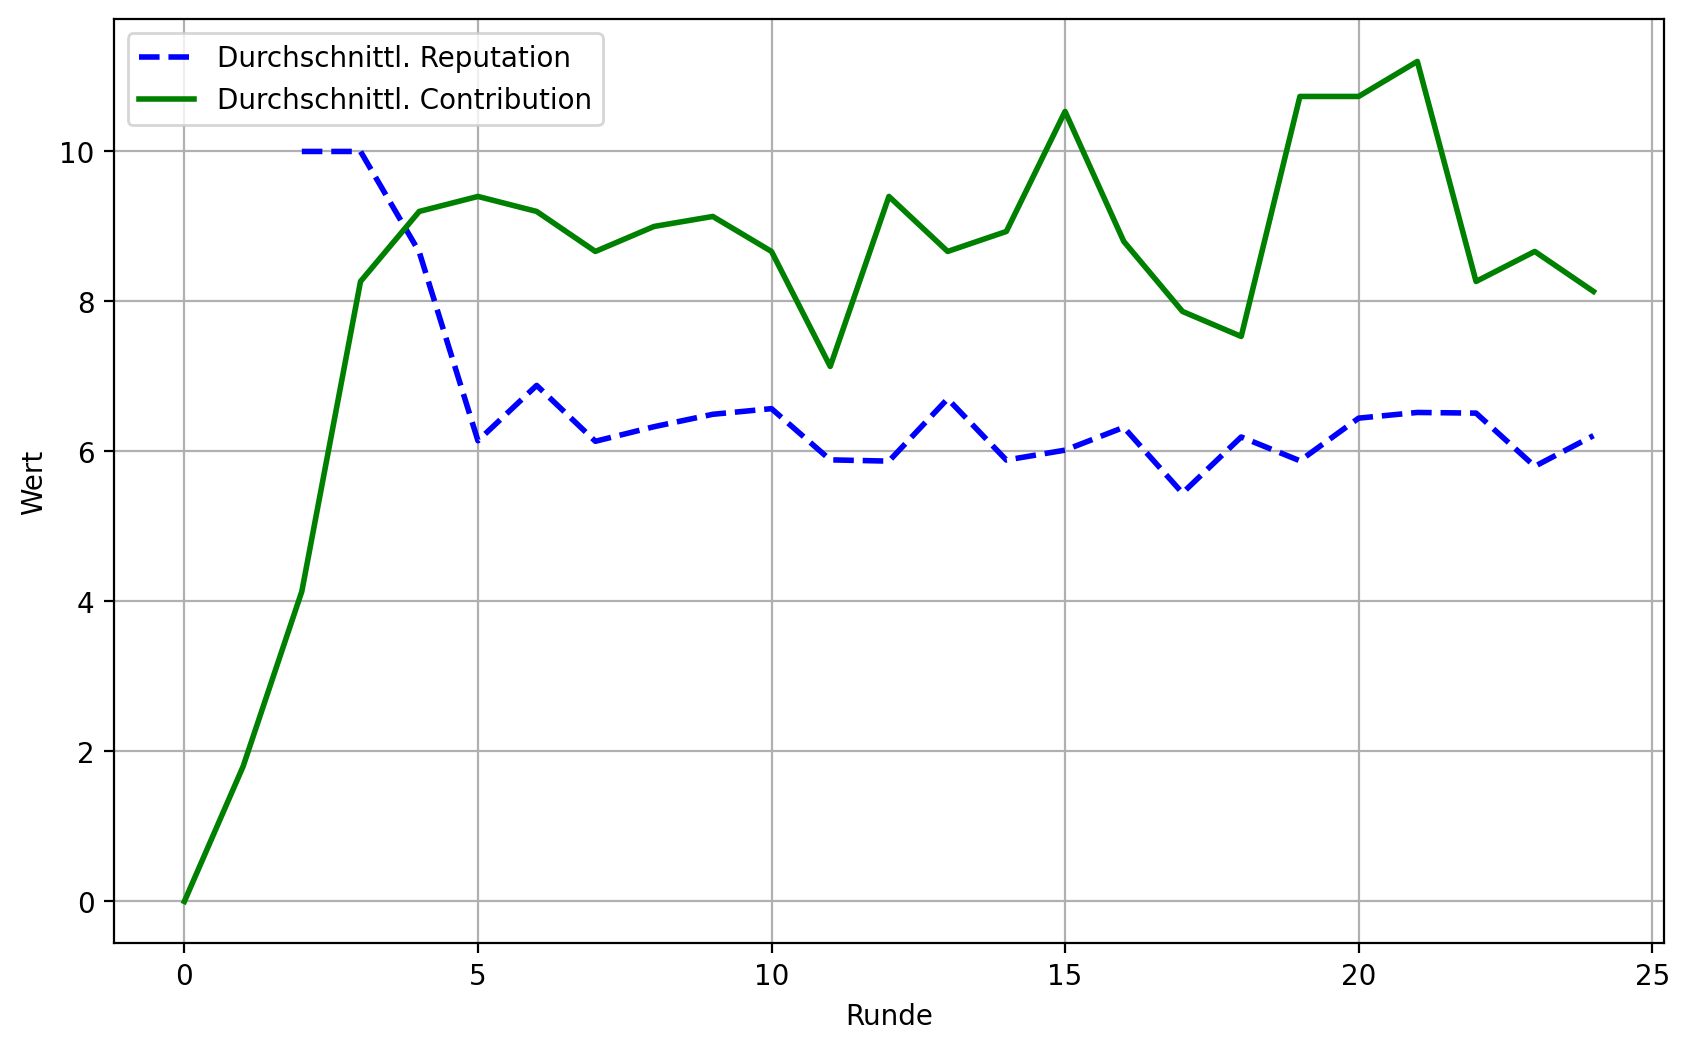 Durchschnittl. Reputation
Durchschnittl. Contribution
10
8
6
4
2
0
Wert
0 5 10 15 20 25
Runde